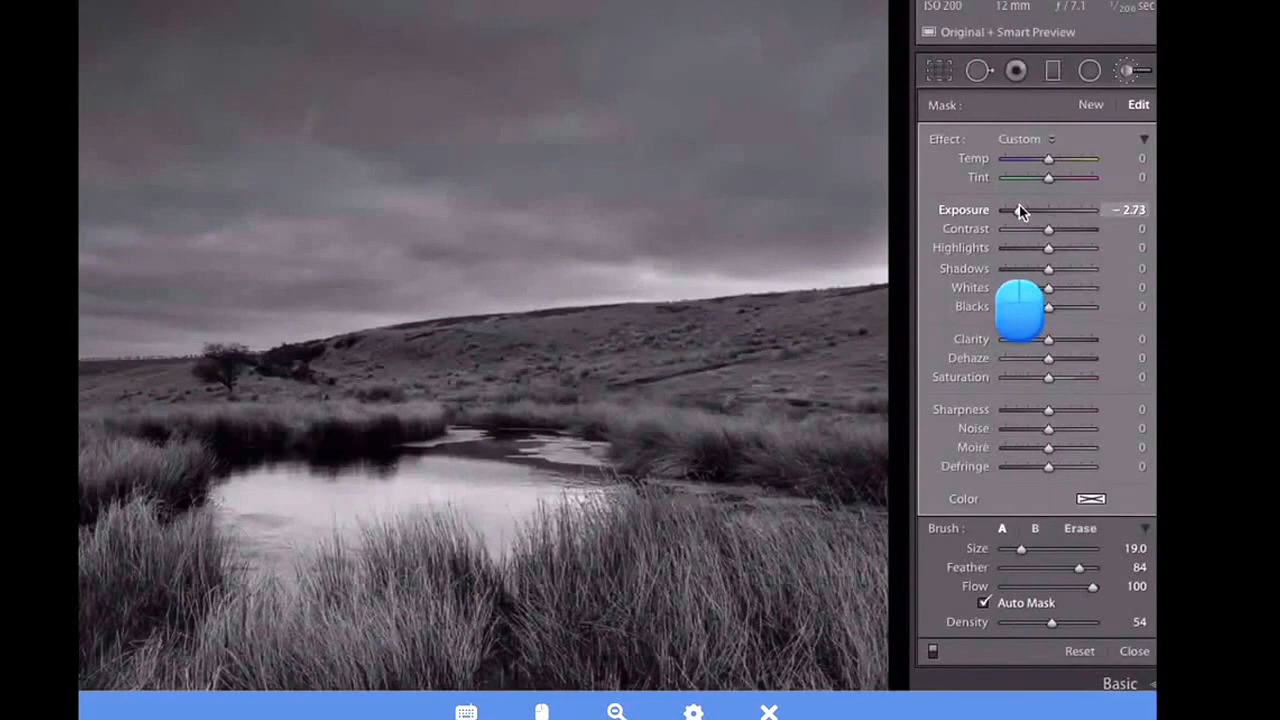 ISO 200 12 mm ƒ / 7.1 1/200 sec
Original + Smart Preview
Mask : New Edit
Effect : Custom
Temp 0
Tint 0
Exposure – 2.73
Contrast 0
Highlights 0
Shadows 0
Whites 0
Blacks 0
Clarity 0
Dehaze 0
Saturation 0
Sharpness 0
Noise 0
Moiré 0
Defringe 0
Color
Brush : A B Erase
Size 19.0
Feather 84
Flow 100
Auto Mask
Density 54
Reset Close
Basic